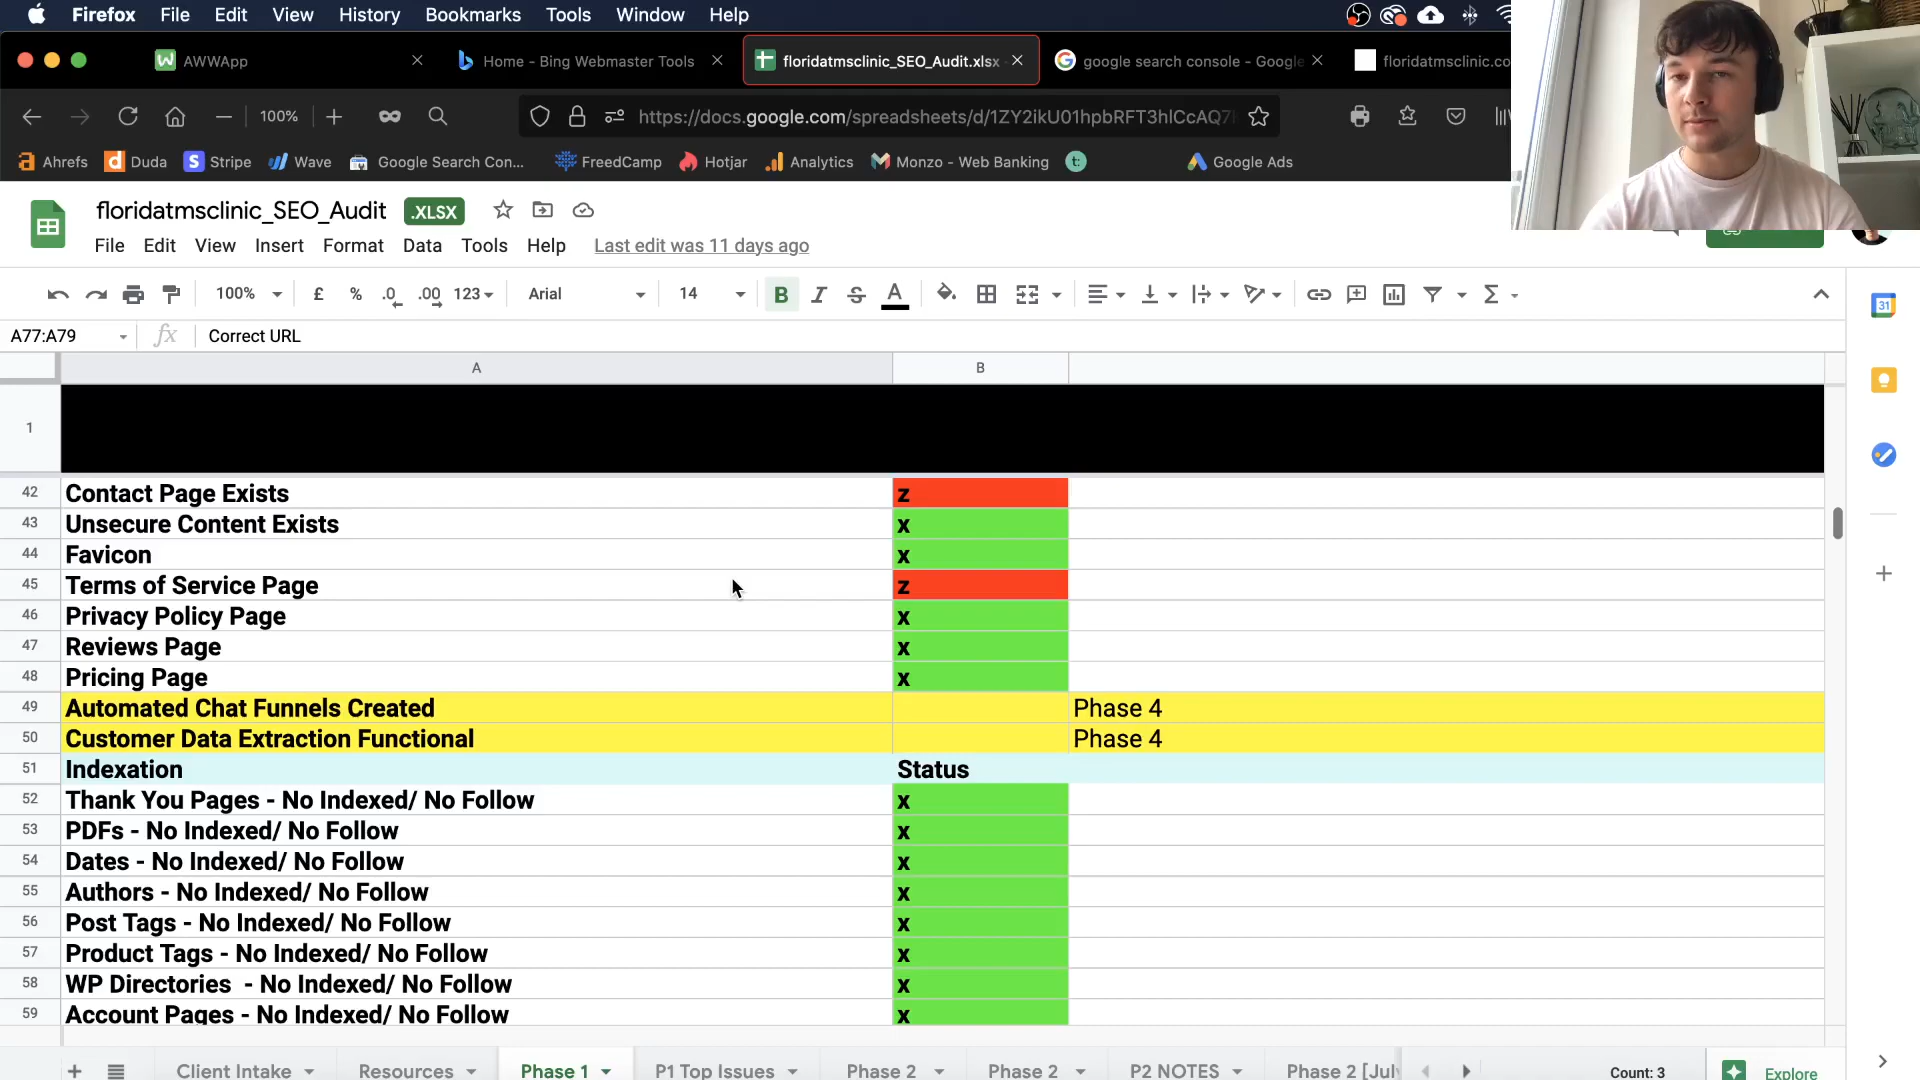 Firefox File Edit View History Bookmarks Tools Window Help
AWWApp
Home - Bing Webmaster Tools
floridatmsclinic_SEO_Audit.xlsx
google search console - Google
floridatmsclinic.co
100%
https://docs.google.com/spreadsheets/d/1ZY2ikU01hpbRFT3hlCcAQ7
Ahrefs Duda Stripe Wave Google Search Con... FreedCamp Hotjar Analytics Monzo - Web Banking t: Google Ads
floridatmsclinic_SEO_Audit .XLSX
File Edit View Insert Format Data Tools Help Last edit was 11 days ago
100% £ % .0 .00 123 Arial 14 B I S A
A77:A79 fx Correct URL
A B
1
42 Contact Page Exists z
43 Unsecure Content Exists x
44 Favicon x
45 Terms of Service Page z
46 Privacy Policy Page x
47 Reviews Page x
48 Pricing Page x
49 Automated Chat Funnels Created Phase 4
50 Customer Data Extraction Functional Phase 4
51 Indexation Status
52 Thank You Pages - No Indexed/ No Follow x
53 PDFs - No Indexed/ No Follow x
54 Dates - No Indexed/ No Follow x
55 Authors - No Indexed/ No Follow x
56 Post Tags - No Indexed/ No Follow x
57 Product Tags - No Indexed/ No Follow x
58 WP Directories - No Indexed/ No Follow x
59 Account Pages - No Indexed/ No Follow x
Client Intake Resources Phase 1 P1 Top Issues Phase 2 Phase 2 P2 NOTES Phase 2 [Jul Count: 3 Explore
31